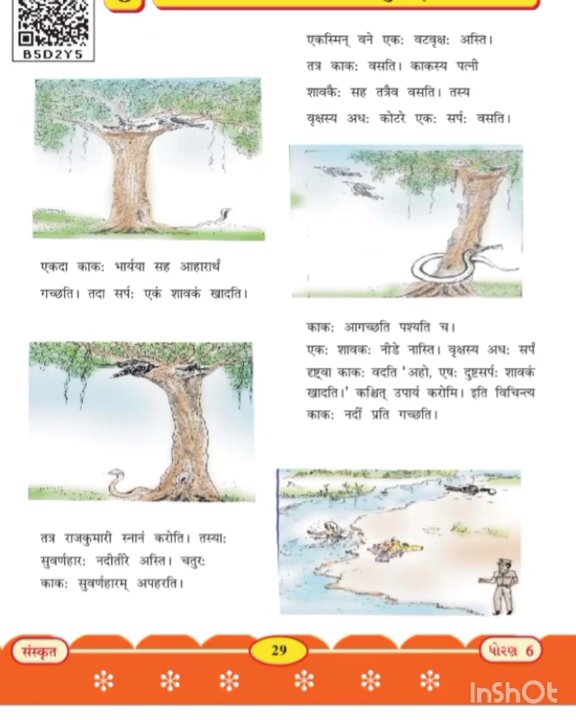 B5D2Y5
एकस्मिन् वने एक: वटवृक्ष: अस्ति।
तत्र काक: वसति। काकस्य पत्नी
शावकै: सह तत्रैव वसति। तस्य
वृक्षस्य अध: कोटरे एक: सर्प: वसति।
एकदा काक: भार्यया सह आहारार्थं
गच्छति। तदा सर्प: एकं शावकं खादति।
काक: आगच्छति पश्यति च।
एक: शावक: नीडे नास्ति। वृक्षस्य अध: सर्पं
दृष्ट्वा काक: वदति ‘अहो, एष: दुष्टसर्प: शावकं
खादति।’ कञ्चित् उपायं करोमि। इति विचिन्त्य
काक: नदीं प्रति गच्छति।
तत्र राजकुमारी स्नानं करोति। तस्या:
सुवर्णहार: नदीतीरे अस्ति। चतुर:
काक: सुवर्णहारम् अपहरति।
संस्कृत
29
ધોરણ 6
InShOt